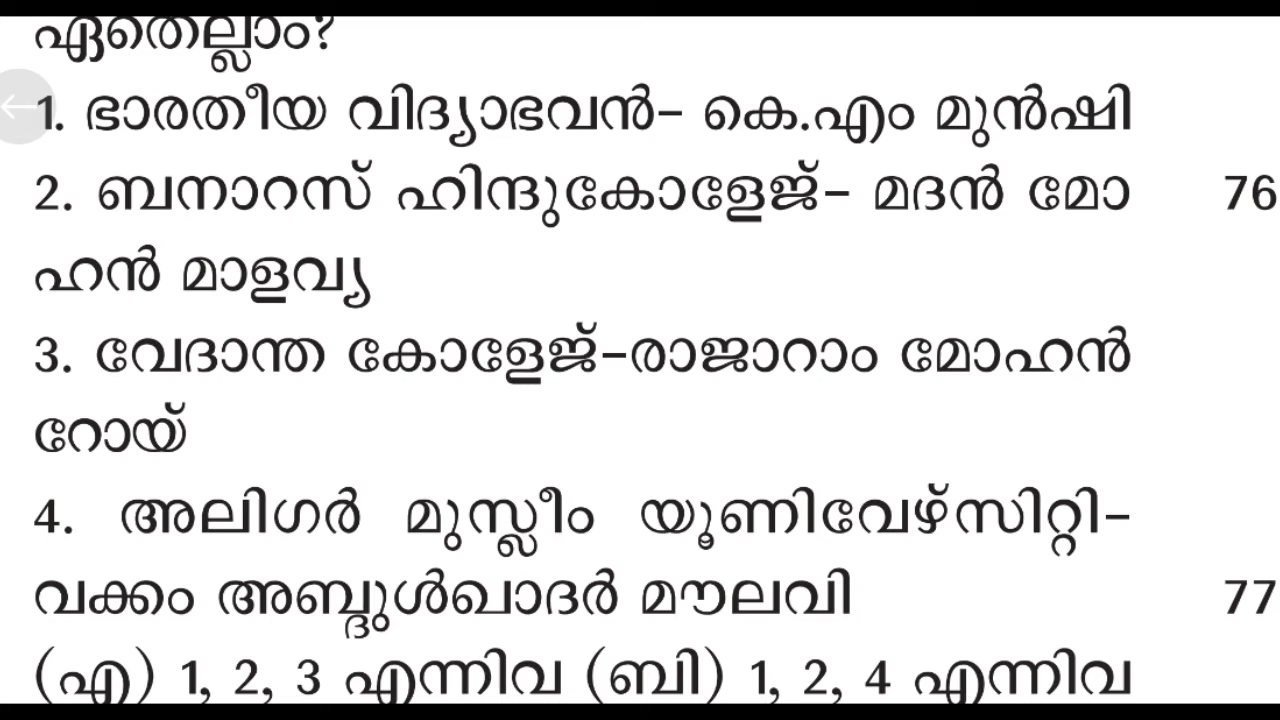 ഏതെല്ലാം?
1. ഭാരതീയ വിദ്യാഭവൻ– കെ.എം മുൻഷി
2. ബനാറസ് ഹിന്ദുകോളേജ്– മദൻ മോ
76
ഹൻ മാളവ്യ
3. വേദാന്ത കോളേജ്–രാജാറാം മോഹൻ
റോയ്
4. അലിഗർ മുസ്ലീം യൂണിവേഴ്സിറ്റി–
വക്കം അബ്ദുൾഖാദർ മൗലവി
77
(എ) 1, 2, 3 എന്നിവ (ബി) 1, 2, 4 എന്നിവ